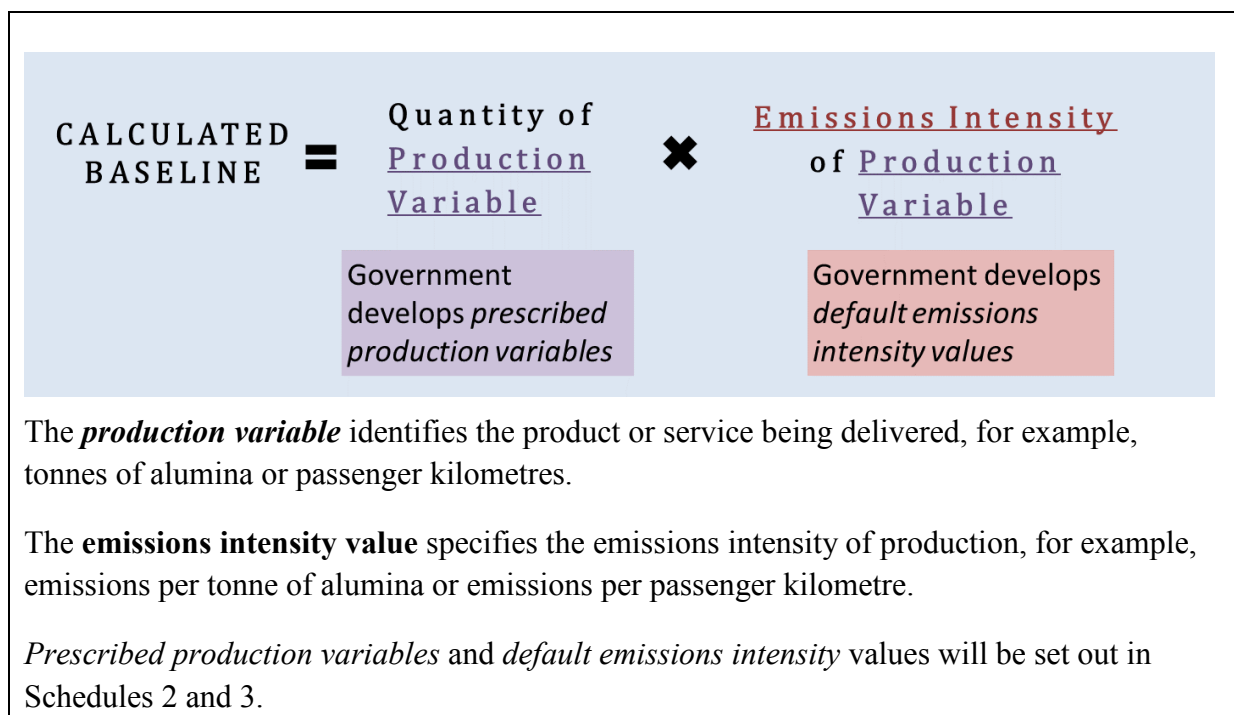 CALCULATED
BASELINE
=
Quantity of
Production
Variable
✖
Emissions Intensity
of Production
Variable
Government
develops prescribed
production variables
Government develops
default emissions
intensity values
The production variable identifies the product or service being delivered, for example,
tonnes of alumina or passenger kilometres.
The emissions intensity value specifies the emissions intensity of production, for example,
emissions per tonne of alumina or emissions per passenger kilometre.
Prescribed production variables and default emissions intensity values will be set out in
Schedules 2 and 3.